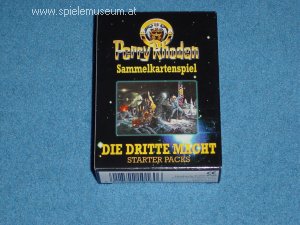 www.spielemuseum.at
Perry Rhodan
Sammelkartenspiel
DIE DRITTE MACHT
STARTER PACKS